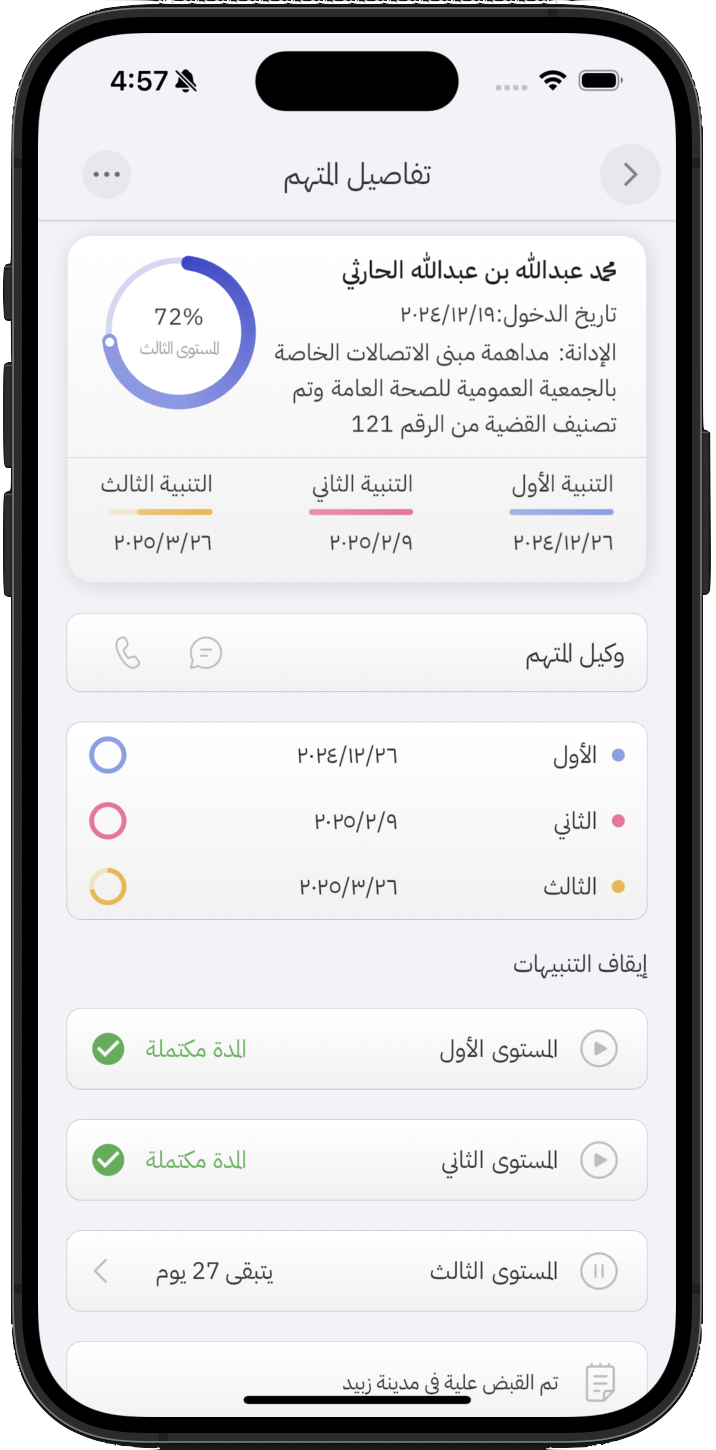 4:57
تفاصيل المتهم
محمد عبدالله بن عبدالله الحارثي
تاريخ الدخول:٢٠٢٤/١٢/١٩
الإدانة: مداهمة مبنى الاتصالات الخاصة
بالجمعية العمومية للصحة العامة وتم
تصنيف القضية من الرقم 121
72%
المستوى الثالث
التنبية الأول
التنبية الثاني
التنبية الثالث
٢٠٢٤/١٢/٢٦
٢٠٢٥/٢/٩
٢٠٢٥/٣/٢٦
وكيل المتهم
الأول ٢٠٢٤/١٢/٢٦
الثاني ٢٠٢٥/٢/٩
الثالث ٢٠٢٥/٣/٢٦
إيقاف التنبيهات
المستوى الأول المدة مكتملة
المستوى الثاني المدة مكتملة
المستوى الثالث يتبقى 27 يوم
تم القبض علية في مدينة زبيد